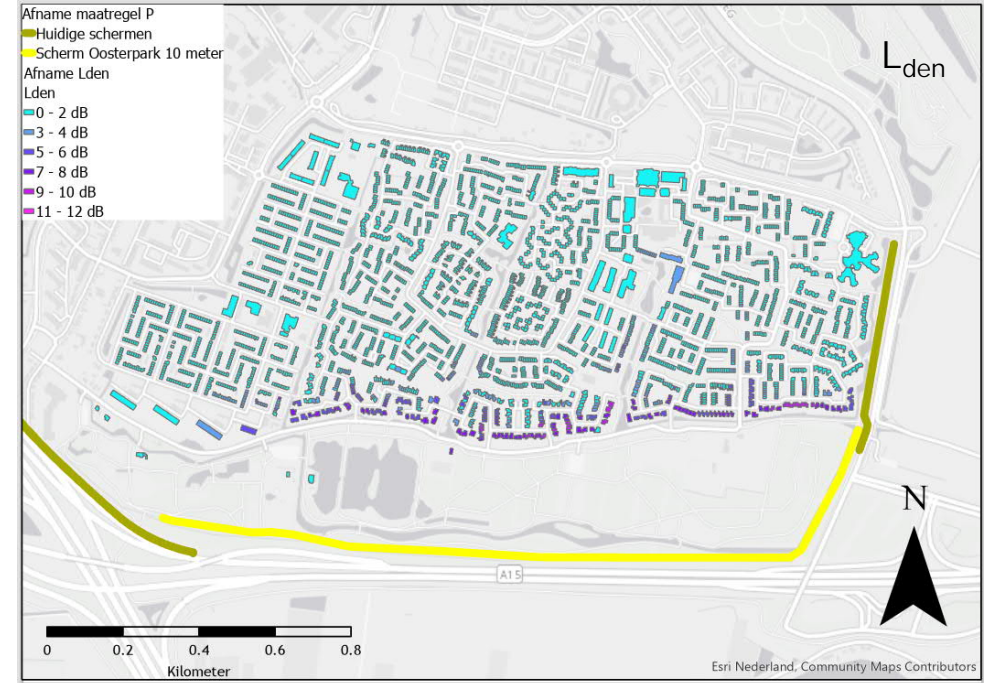 Afname maatregel P
Huidige schermen
Scherm Oosterpark 10 meter
Afname Lden
Lden
0 - 2 dB
3 - 4 dB
5 - 6 dB
7 - 8 dB
9 - 10 dB
11 - 12 dB
Lden
N
A15
0 0.2 0.4 0.6 0.8
Kilometer
Esri Nederland, Community Maps Contributors